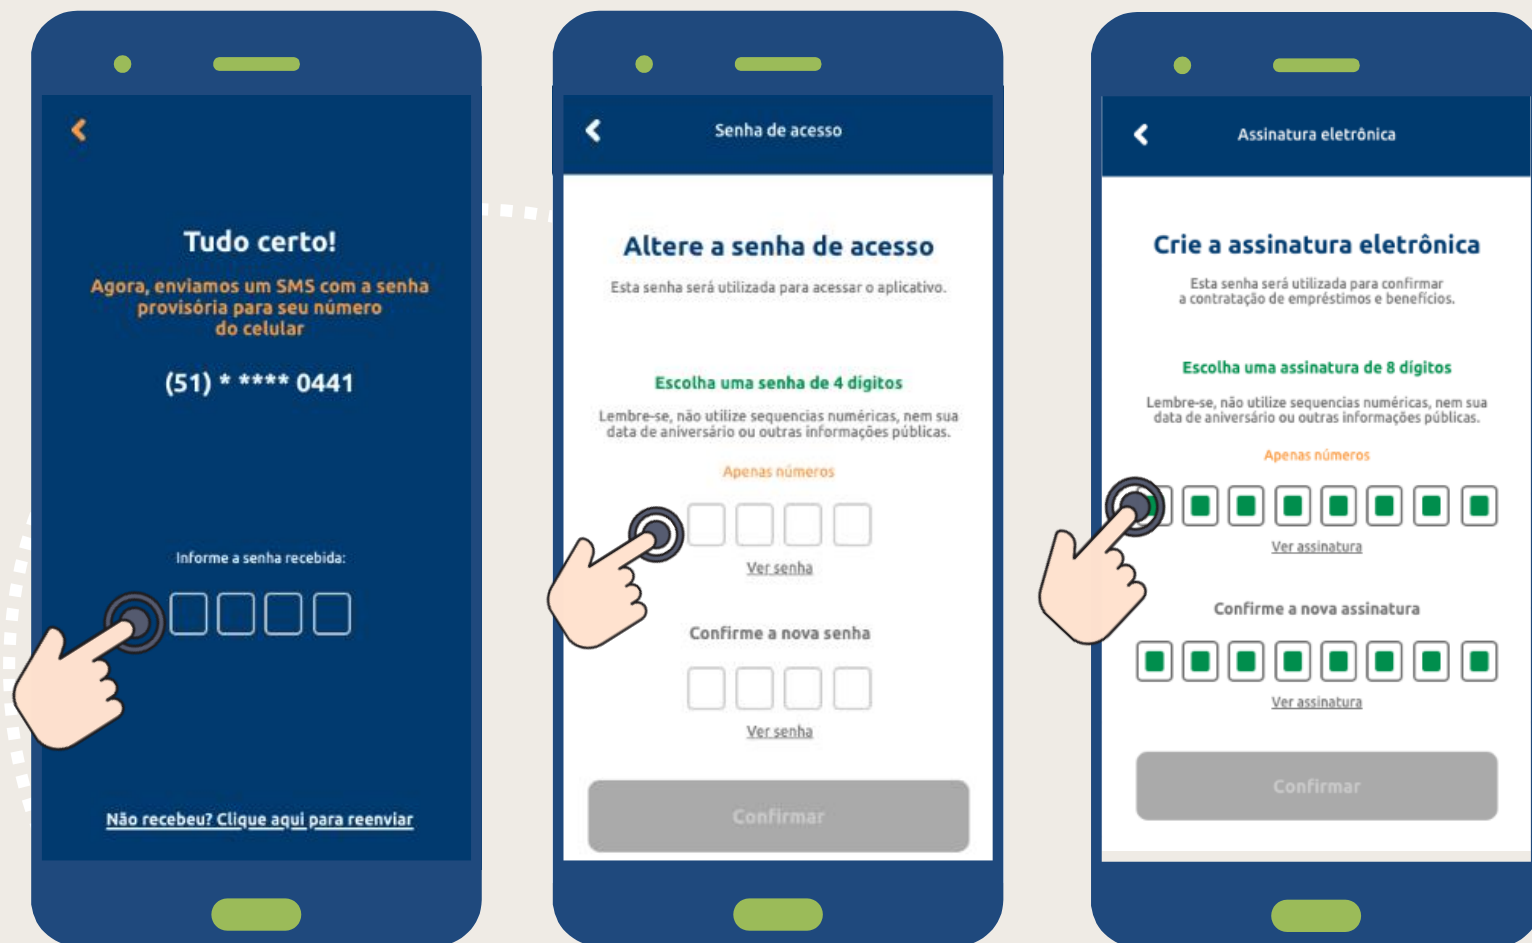 Tudo certo!
Agora, enviamos um SMS com a senha
provisória para seu número
do celular
(51) * **** 0441
Informe a senha recebida:
Não recebeu? Clique aqui para reenviar
Senha de acesso
Altere a senha de acesso
Esta senha será utilizada para acessar o aplicativo.
Escolha uma senha de 4 dígitos
Lembre-se, não utilize sequencias numéricas, nem sua
data de aniversário ou outras informações públicas.
Apenas números
Ver senha
Confirme a nova senha
Ver senha
Confirmar
Assinatura eletrônica
Crie a assinatura eletrônica
Esta senha será utilizada para confirmar
a contratação de empréstimos e benefícios.
Escolha uma assinatura de 8 dígitos
Lembre-se, não utilize sequencias numéricas, nem sua
data de aniversário ou outras informações públicas.
Apenas números
Ver assinatura
Confirme a nova assinatura
Ver assinatura
Confirmar